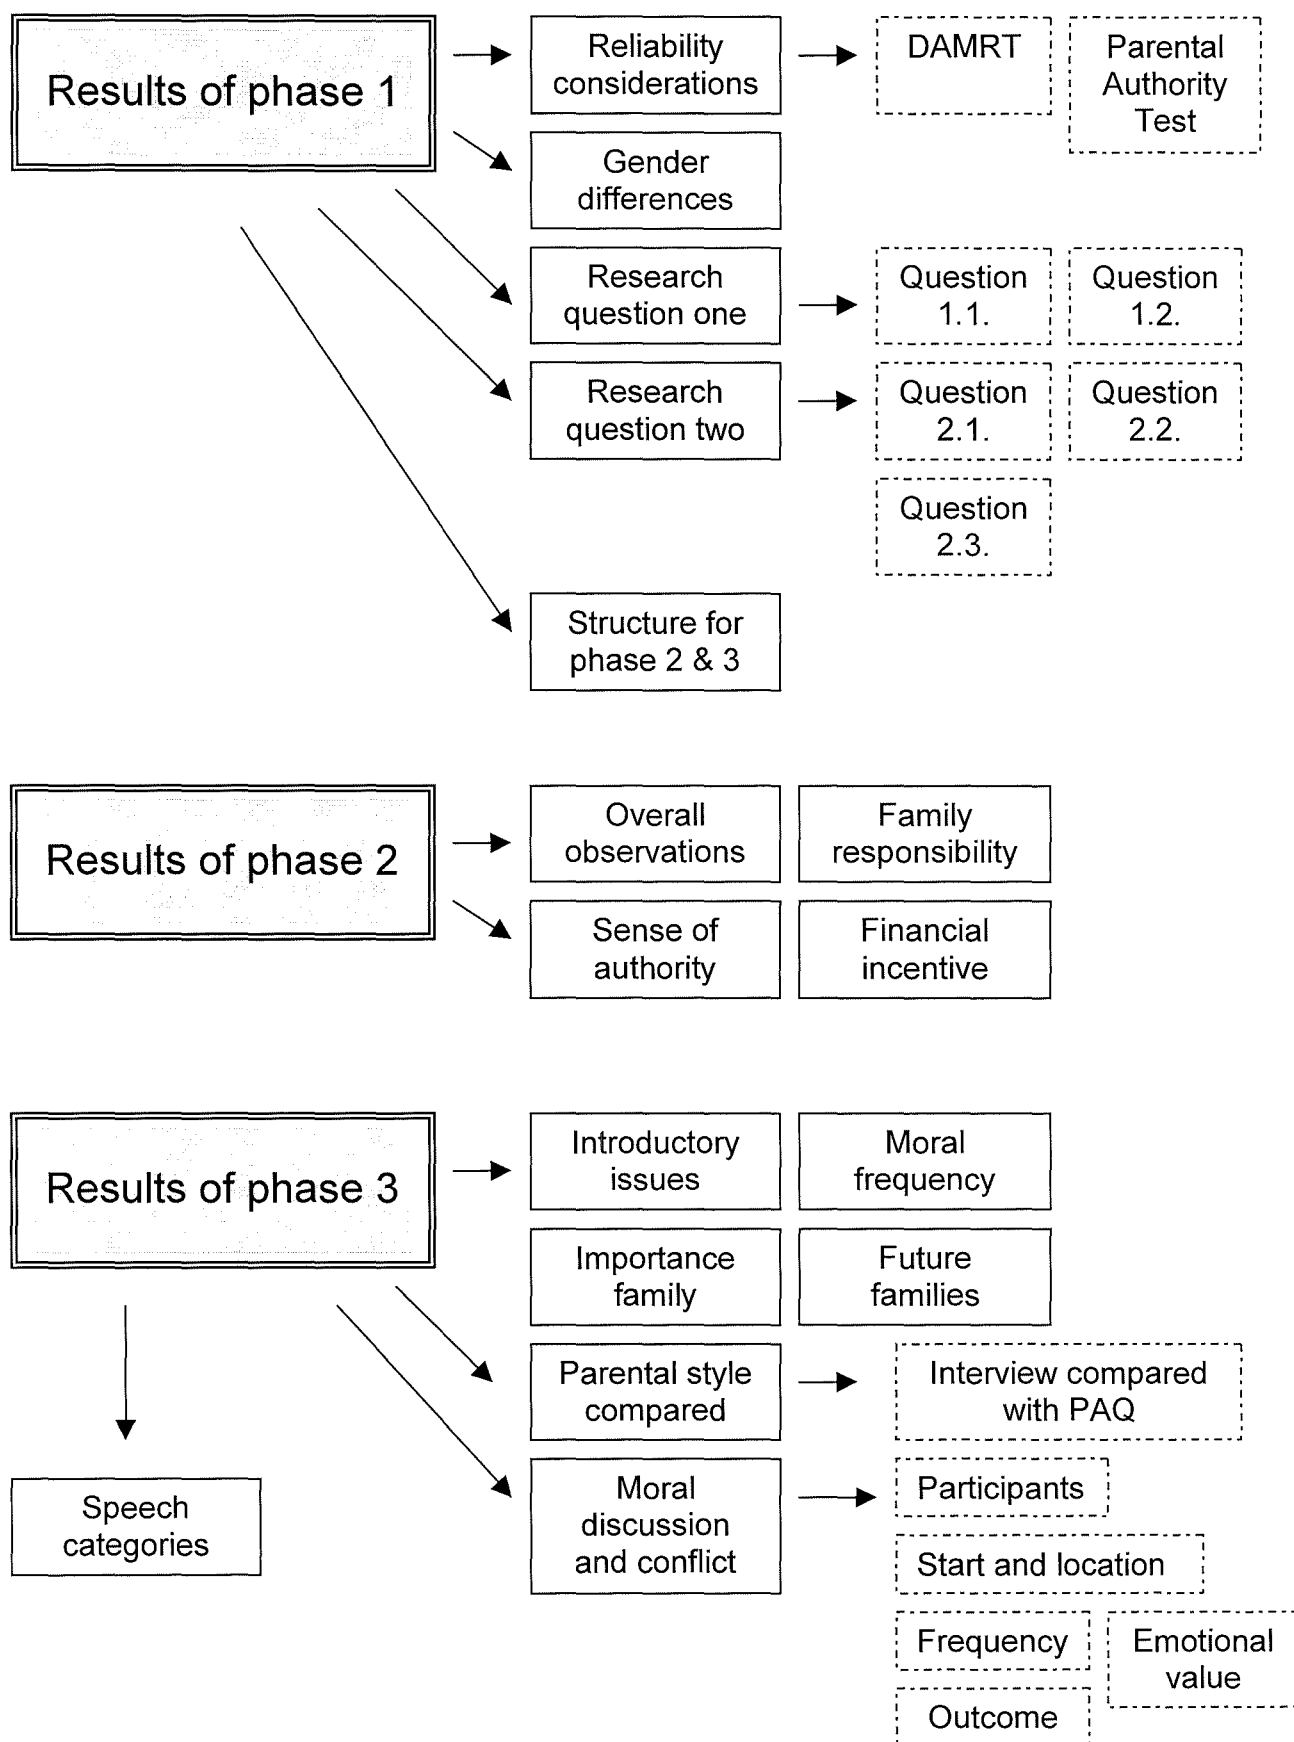 Results of phase 1
Reliability
considerations
DAMRT
Parental
Authority
Test
Gender
differences
Research
question one
Question
1.1.
Question
1.2.
Research
question two
Question
2.1.
Question
2.2.
Question
2.3.
Structure for
phase 2 & 3
Results of phase 2
Overall
observations
Family
responsibility
Sense of
authority
Financial
incentive
Results of phase 3
Introductory
issues
Moral
frequency
Importance
family
Future
families
Parental style
compared
Interview compared
with PAQ
Moral
discussion
and conflict
Participants
Start and location
Frequency
Emotional
value
Outcome
Speech
categories